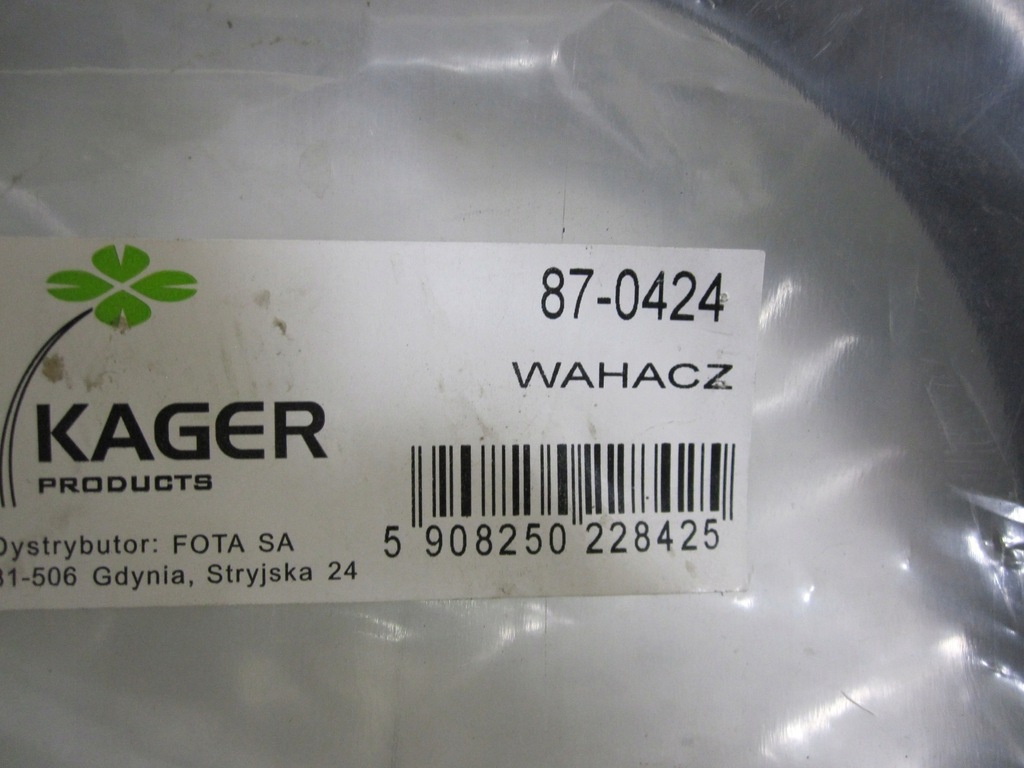 87-0424
WAHACZ
KAGER
PRODUCTS
5 908250 228425
Dystrybutor: FOTA SA
81-506 Gdynia, Stryjska 24